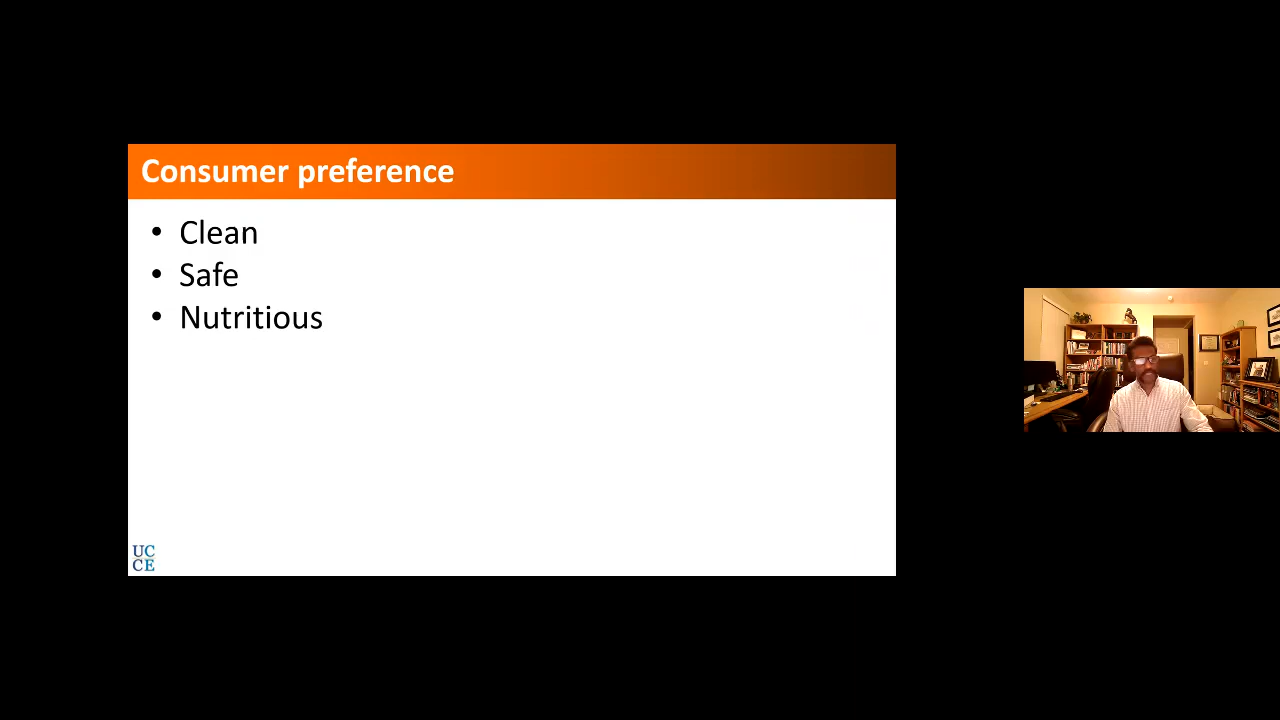 Consumer preference
• Clean
• Safe
• Nutritious
UC
CE